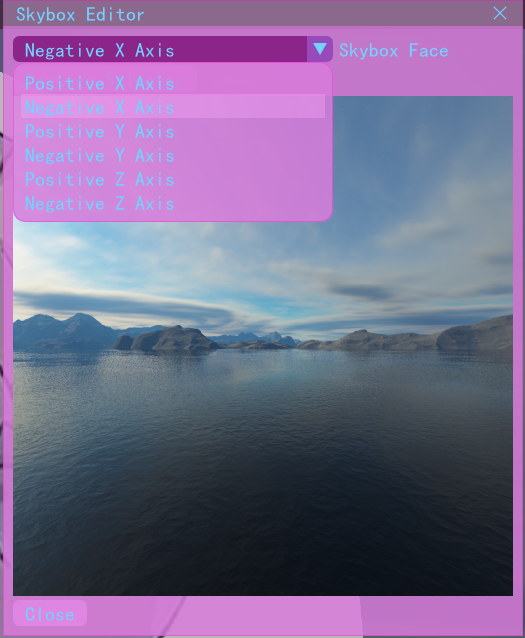 Skybox Editor
Negative X Axis Skybox Face
Positive X Axis
Negative X Axis
Positive Y Axis
Negative Y Axis
Positive Z Axis
Negative Z Axis
Close